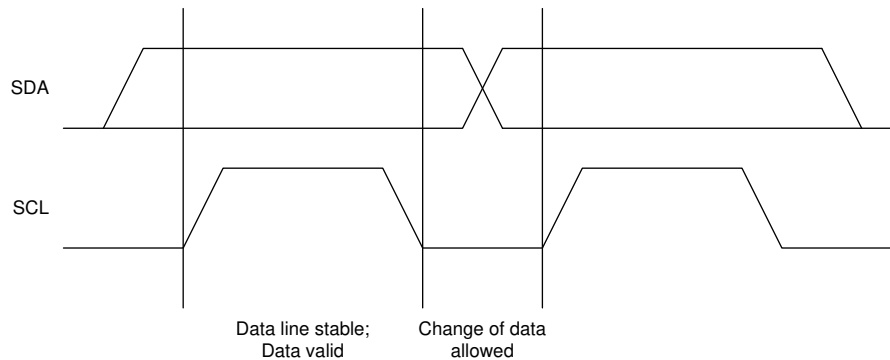 SDA
SCL
Data line stable;
Data valid
Change of data
allowed